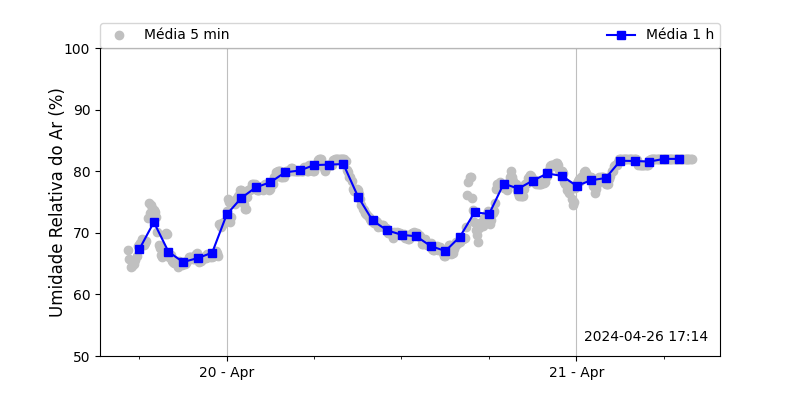 Média 5 min
Média 1 h
100
90
80
70
60
50
Umidade Relativa do Ar (%)
2024-04-26 17:14
20 - Apr
21 - Apr